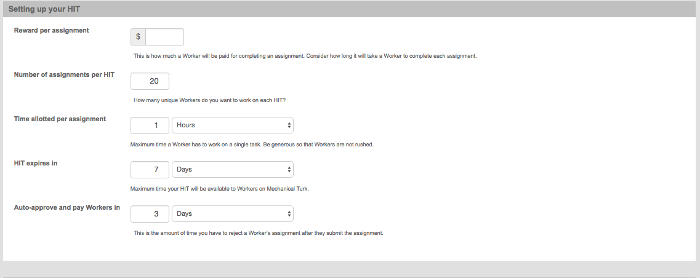 Setting up your HIT
Reward per assignment
$
This is how much a Worker will be paid for completing an assignment. Consider how long it will take a Worker to complete each assignment.
Number of assignments per HIT
20
How many unique Workers do you want to work on each HIT?
Time allotted per assignment
1 Hours
Maximum time a Worker has to work on a single task. Be generous so that Workers are not rushed.
HIT expires in
7 Days
Maximum time your HIT will be available to Workers on Mechanical Turk.
Auto-approve and pay Workers in
3 Days
This is the amount of time you have to reject a Worker's assignment after they submit the assignment.